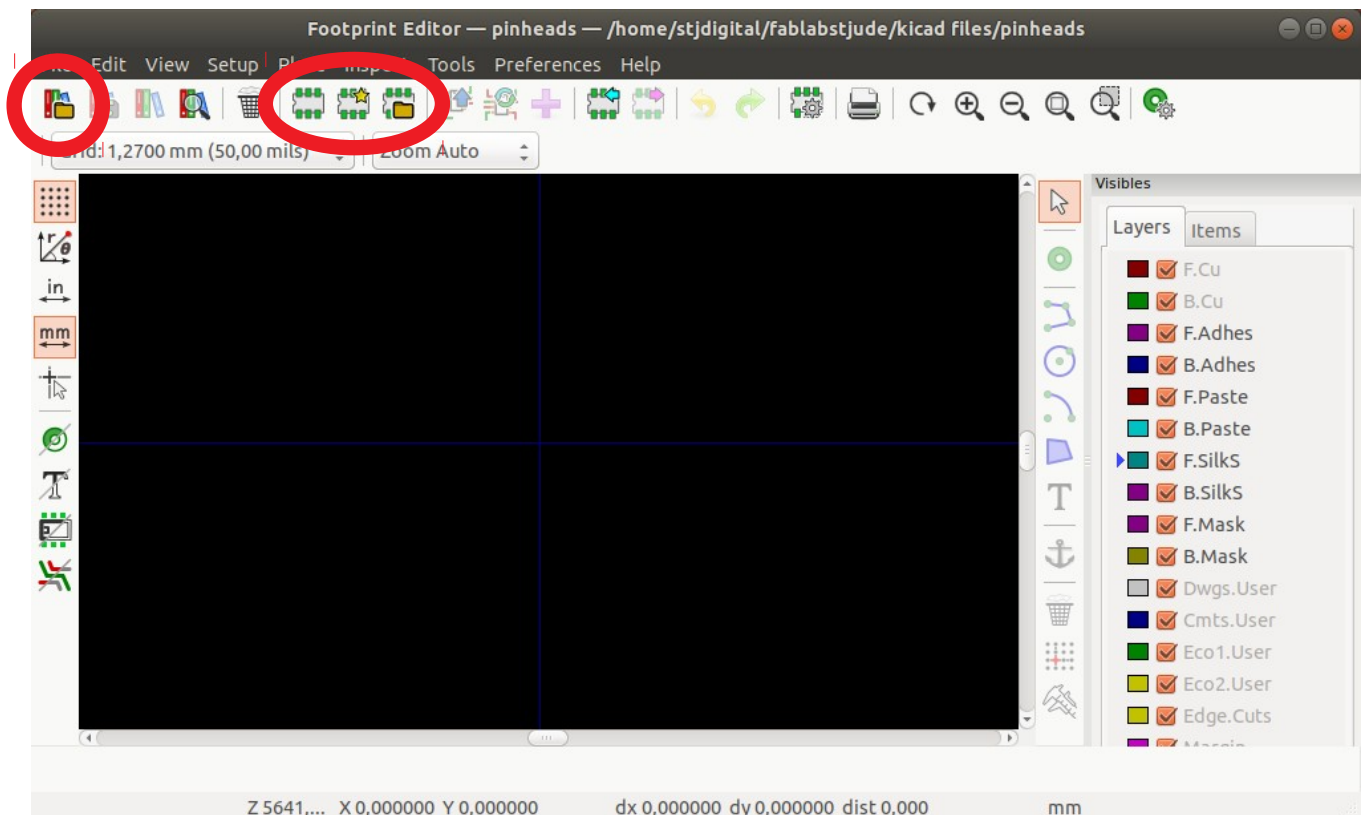 Footprint Editor — pinheads — /home/stjdigital/fablabstjude/kicad files/pinheads
Edit View Setup Tools Preferences Help
1,2700 mm (50,00 mils) Zoom Auto
Visibles
Layers Items
r θ
in
mm
T
T
F.Cu
B.Cu
F.Adhes
B.Adhes
F.Paste
B.Paste
F.SilkS
B.SilkS
F.Mask
B.Mask
Dwgs.User
Cmts.User
Eco1.User
Eco2.User
Edge.Cuts
Z 5641,... X 0,000000 Y 0,000000 dx 0,000000 dy 0,000000 dist 0,000 mm